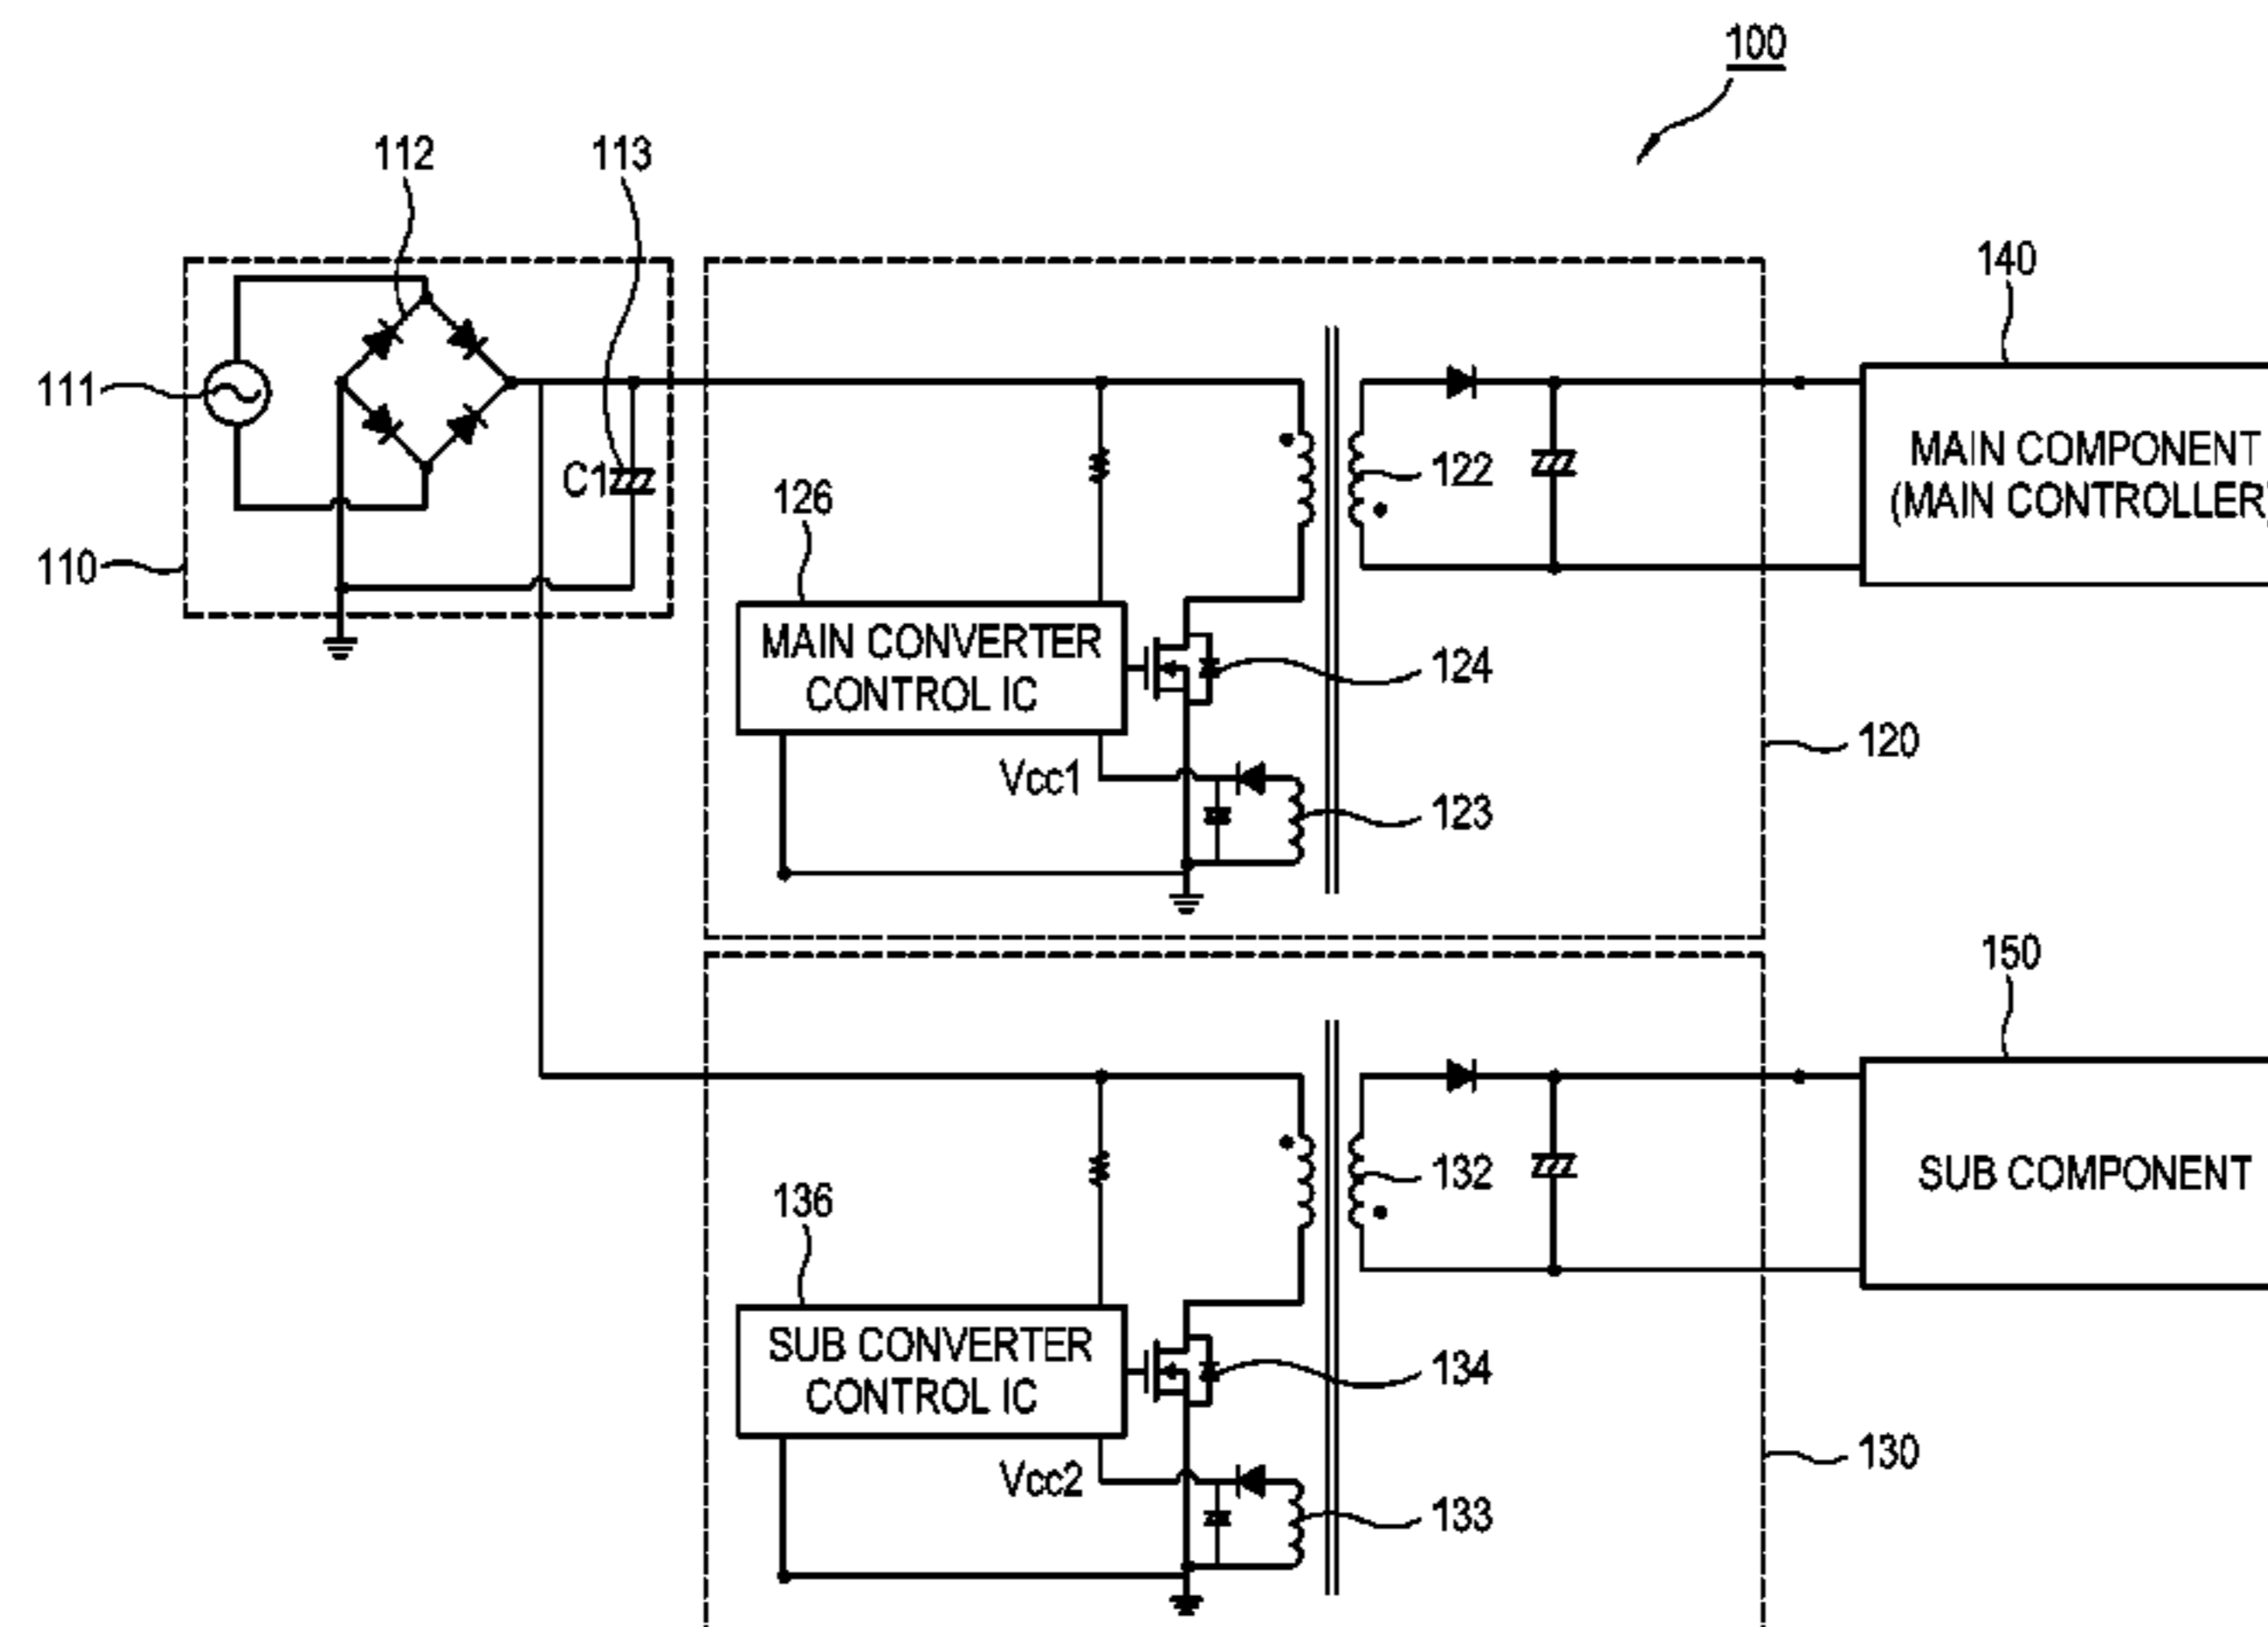 100
112
113
140
111
MAIN COMPONENT
(MAIN CONTROLLER)
122
C1
126
110
MAIN CONVERTER
CONTROL IC
124
120
Vcc1
123
150
132
SUB COMPONENT
136
SUB CONVERTER
CONTROL IC
134
130
Vcc2
133